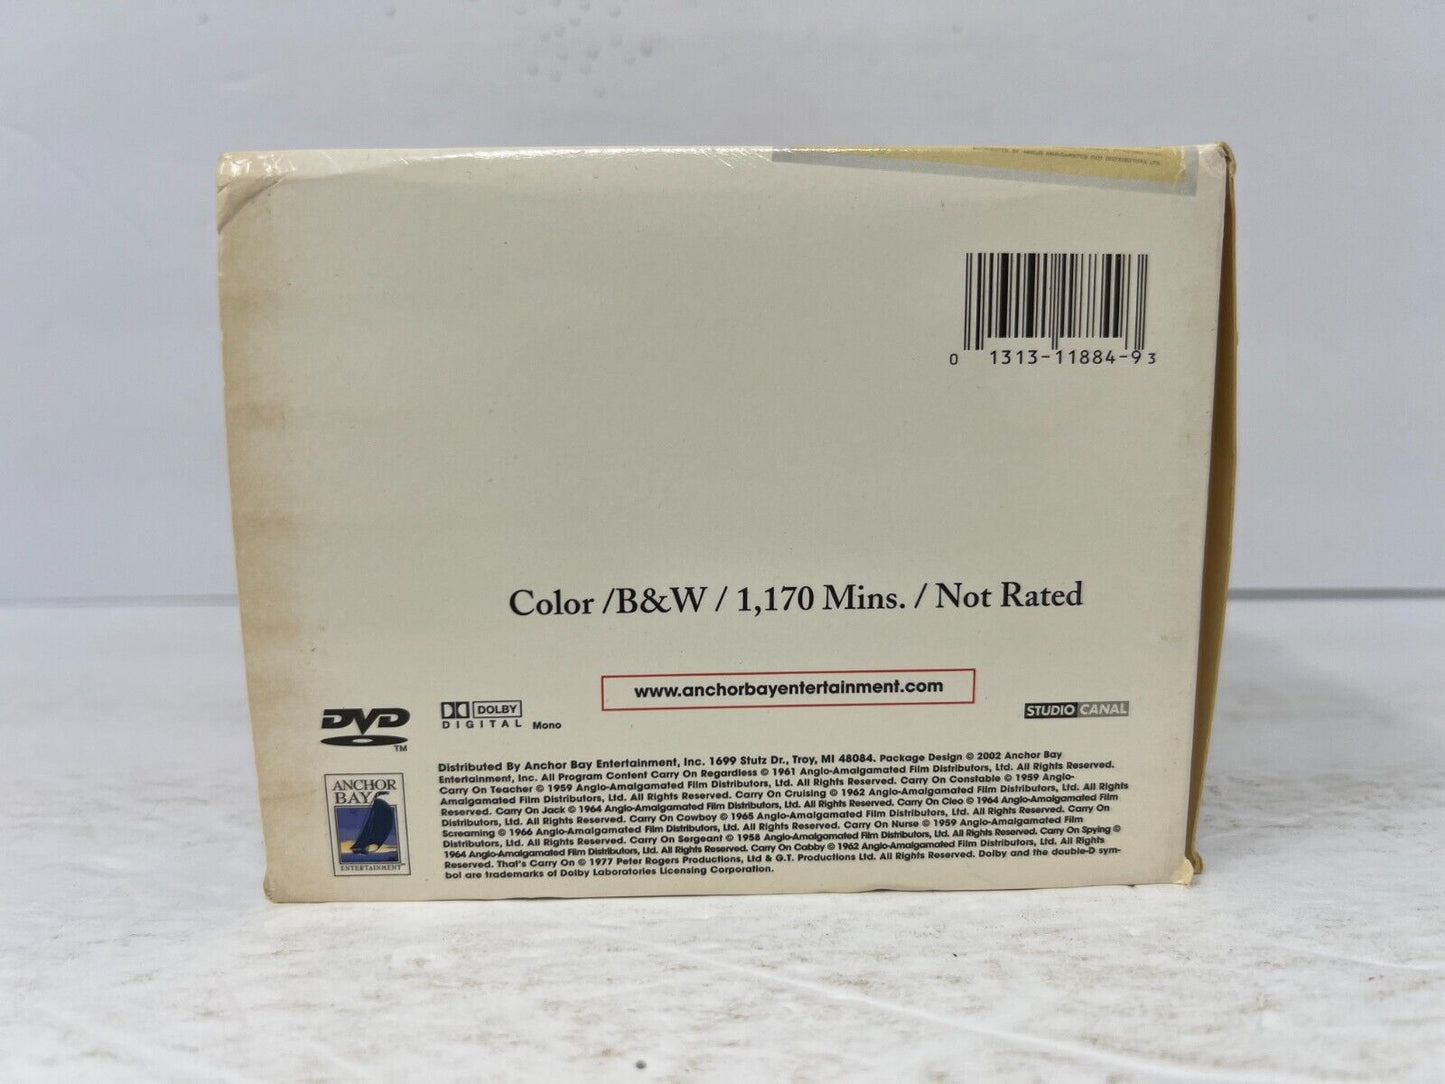 0 1313-11884-9 3
Color /B&W / 1,170 Mins. / Not Rated
www.anchorbayentertainment.com
DVD TM
DOLBY DIGITAL Mono
STUDIO CANAL
ANCHOR BAY ENTERTAINMENT
Distributed By Anchor Bay Entertainment, Inc. 1699 Stutz Dr., Troy, MI 48084. Package Design © 2002 Anchor Bay
Entertainment, Inc. All Program Content Carry On Regardless © 1961 Anglo-Amalgamated Film Distributors, Ltd. All Rights Reserved.
Carry On Teacher © 1959 Anglo-Amalgamated Film Distributors, Ltd. All Rights Reserved. Carry On Constable © 1959 Anglo-
Amalgamated Film Distributors, Ltd. All Rights Reserved. Carry On Cruising © 1962 Anglo-Amalgamated Film Distributors, Ltd. All Rights
Reserved. Carry On Jack © 1964 Anglo-Amalgamated Film Distributors, Ltd. All Rights Reserved. Carry On Cleo © 1964 Anglo-Amalgamated Film
Distributors, Ltd. All Rights Reserved. Carry On Cowboy © 1965 Anglo-Amalgamated Film Distributors, Ltd. All Rights Reserved. Carry On
Screaming © 1966 Anglo-Amalgamated Film Distributors, Ltd. All Rights Reserved. Carry On Nurse © 1959 Anglo-Amalgamated Film
Distributors, Ltd. All Rights Reserved. Carry On Sergeant © 1958 Anglo-Amalgamated Film Distributors, Ltd. All Rights Reserved. Carry On Spying ©
1964 Anglo-Amalgamated Film Distributors, Ltd. All Rights Reserved. Carry On Cabby © 1962 Anglo-Amalgamated Film Distributors, Ltd. All Rights
Reserved. That's Carry On © 1977 Peter Rogers Productions, Ltd & G.T. Productions Ltd. All Rights Reserved. Dolby and the double-D sym-
bol are trademarks of Dolby Laboratories Licensing Corporation.